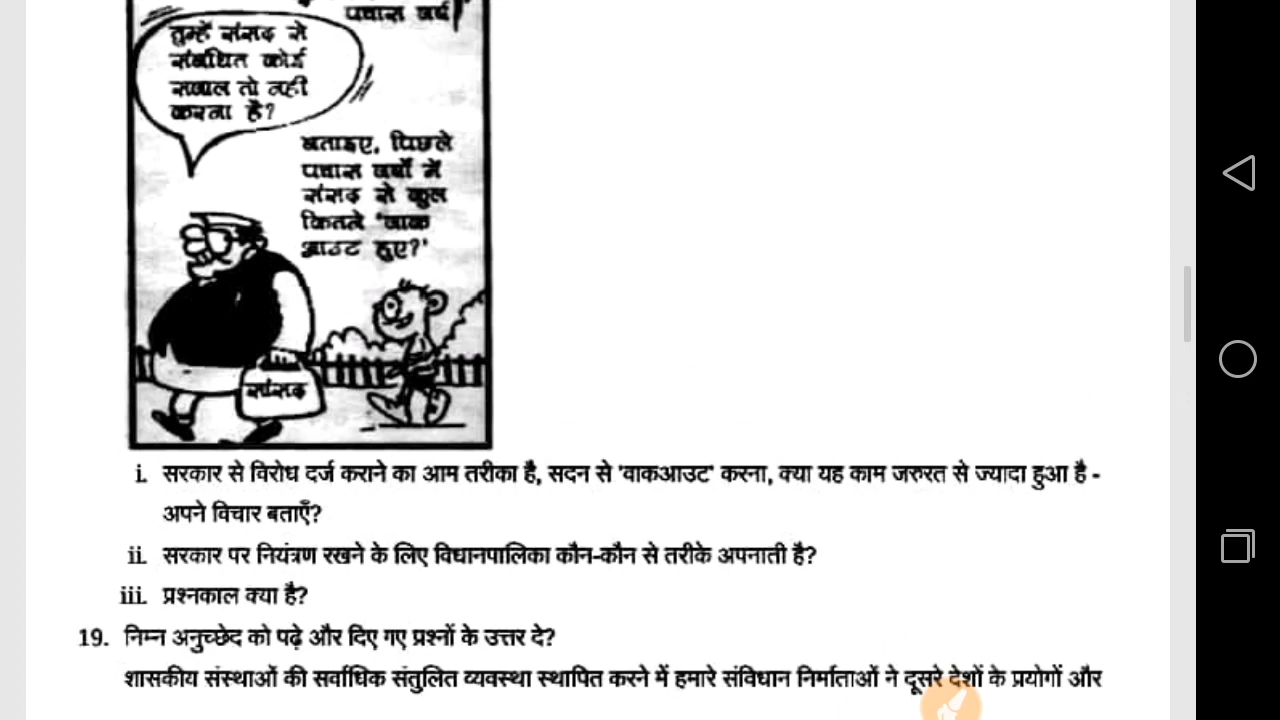 पचास वर्ष
तुम्हें संसद से
संबंधित कोई
सवाल तो नहीं
करना है?
बताइए, पिछले
पचास वर्षों में
संसद से कुल
कितने 'वाक
आउट हुए?'
सांसद
i. सरकार से विरोध दर्ज कराने का आम तरीका है, सदन से 'वाकआउट' करना, क्या यह काम जरुरत से ज्यादा हुआ है -
अपने विचार बताएँ?
ii. सरकार पर नियंत्रण रखने के लिए विधानपालिका कौन-कौन से तरीके अपनाती है?
iii. प्रश्नकाल क्या है?
19. निम्न अनुच्छेद को पढ़े और दिए गए प्रश्नों के उत्तर दे?
शासकीय संस्थाओं की सर्वाधिक संतुलित व्यवस्था स्थापित करने में हमारे संविधान निर्माताओं ने दूसरे देशों के प्रयोगों और